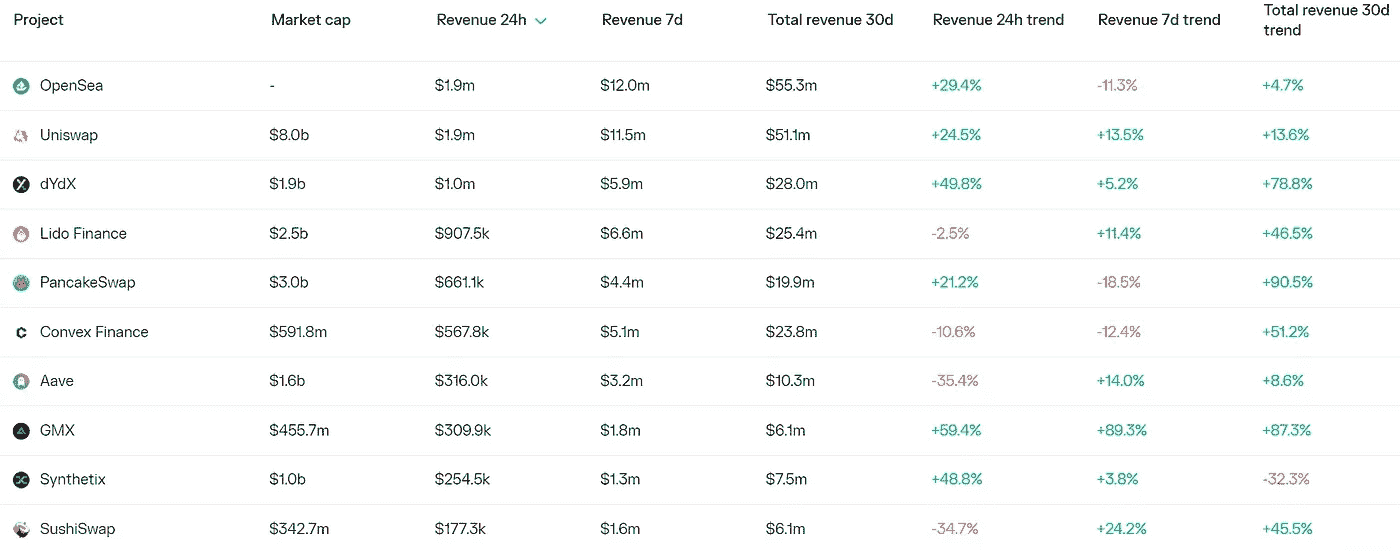 Project Market cap Revenue 24h Revenue 7d Total revenue 30d Revenue 24h trend Revenue 7d trend Total revenue 30d trend
OpenSea - $1.9m $12.0m $55.3m +29.4% -11.3% +4.7%
Uniswap $8.0b $1.9m $11.5m $51.1m +24.5% +13.5% +13.6%
dYdX $1.9b $1.0m $5.9m $28.0m +49.8% +5.2% +78.8%
Lido Finance $2.5b $907.5k $6.6m $25.4m -2.5% +11.4% +46.5%
PancakeSwap $3.0b $661.1k $4.4m $19.9m +21.2% -18.5% +90.5%
Convex Finance $591.8m $567.8k $5.1m $23.8m -10.6% -12.4% +51.2%
Aave $1.6b $316.0k $3.2m $10.3m -35.4% +14.0% +8.6%
GMX $455.7m $309.9k $1.8m $6.1m +59.4% +89.3% +87.3%
Synthetix $1.0b $254.5k $1.3m $7.5m +48.8% +3.8% -32.3%
SushiSwap $342.7m $177.3k $1.6m $6.1m -34.7% +24.2% +45.5%